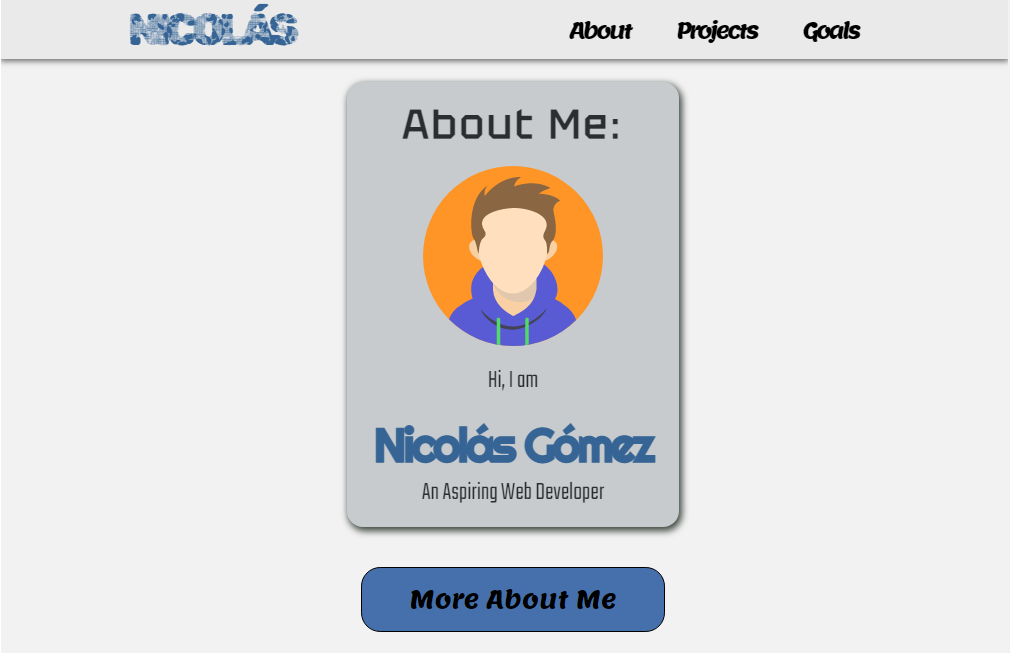 NICOLÁS
About Projects Goals
About Me:
Hi, I am
Nicolás Gómez
An Aspiring Web Developer
More About Me